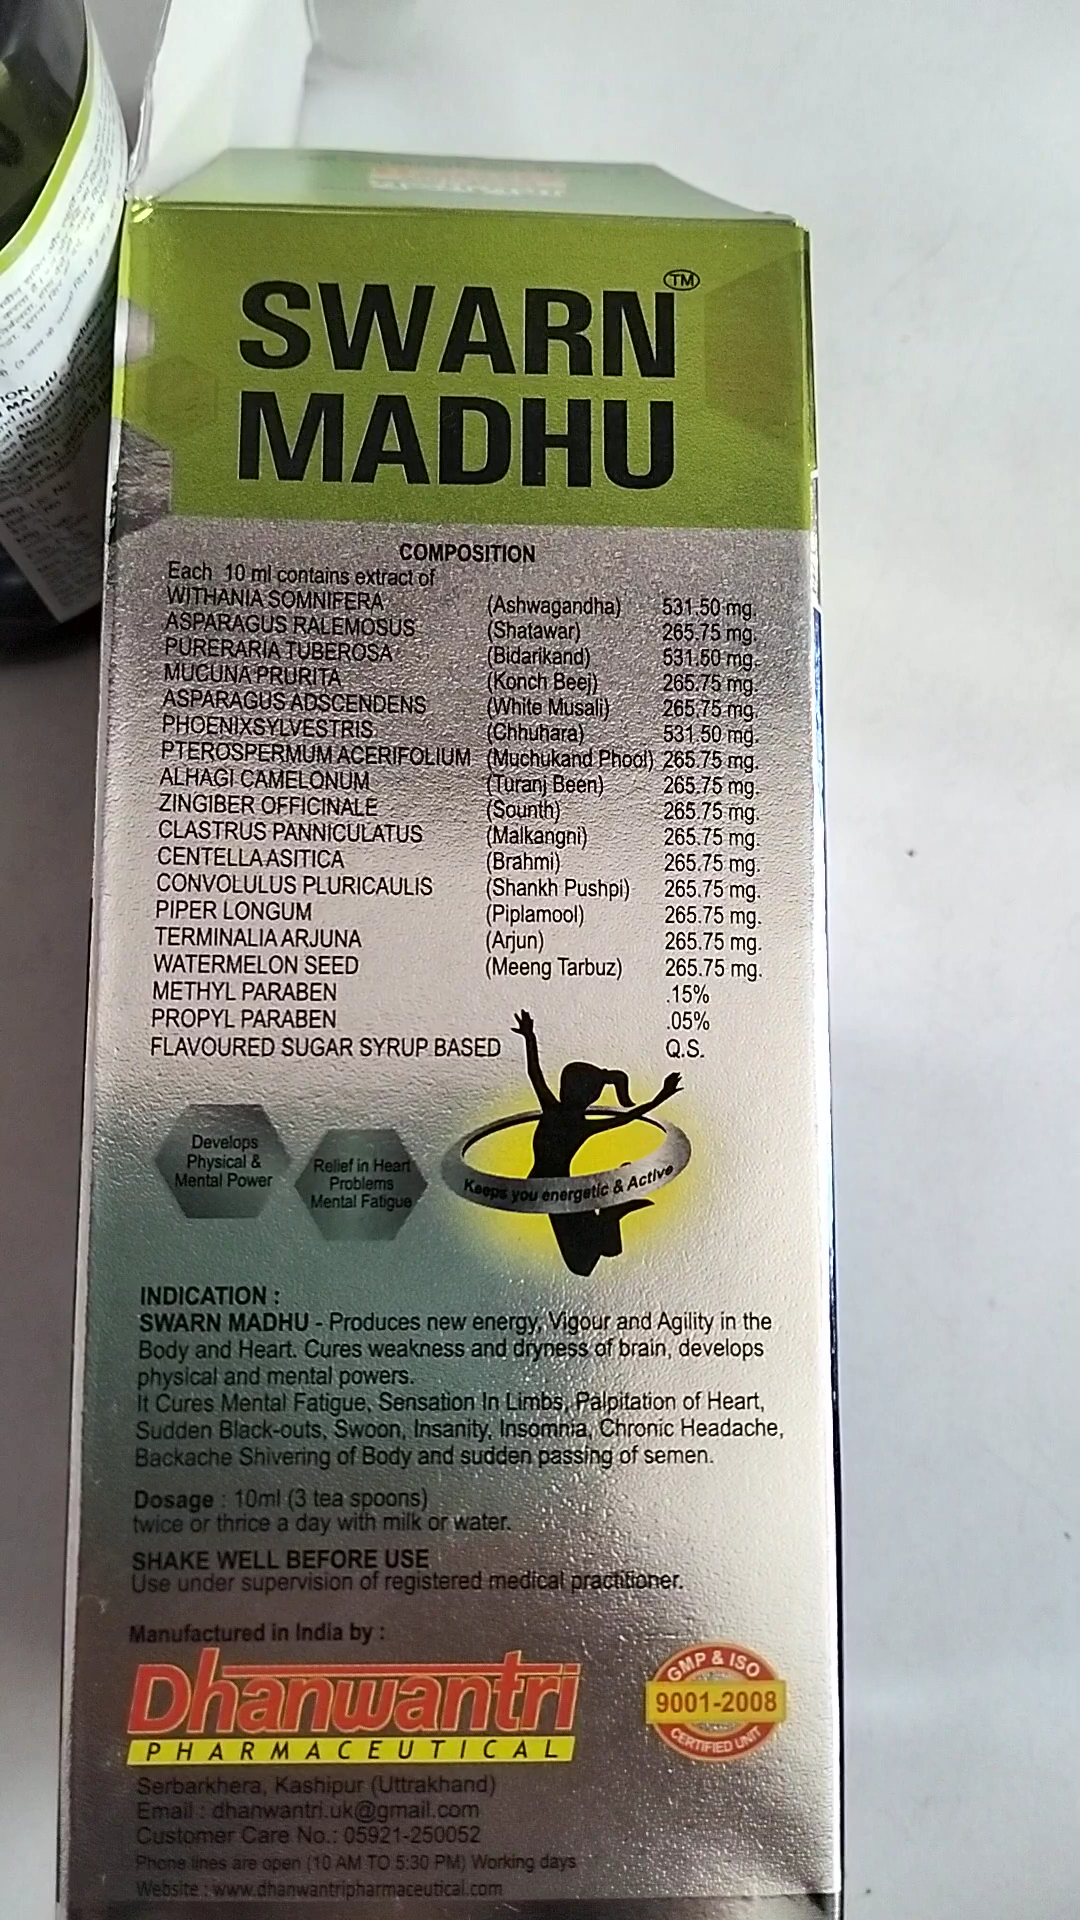 SWARN TM
MADHU
COMPOSITION
Each 10 ml contains extract of
WITHANIA SOMNIFERA (Ashwagandha) 531.50 mg.
ASPARAGUS RALEMOSUS (Shatawar) 265.75 mg.
PURERARIA TUBEROSA (Bidarikand) 531.50 mg.
MUCUNA PRURITA (Konch Beej) 265.75 mg.
ASPARAGUS ADSCENDENS (White Musali) 265.75 mg.
PHOENIXSYLVESTRIS (Chhuhara) 531.50 mg.
PTEROSPERMUM ACERIFOLIUM (Muchukand Phool) 265.75 mg.
ALHAGI CAMELONUM (Turanj Been) 265.75 mg.
ZINGIBER OFFICINALE (Sounth) 265.75 mg.
CLASTRUS PANNICULATUS (Malkangni) 265.75 mg.
CENTELLA ASITICA (Brahmi) 265.75 mg.
CONVOLULUS PLURICAULIS (Shankh Pushpi) 265.75 mg.
PIPER LONGUM (Piplamool) 265.75 mg.
TERMINALIA ARJUNA (Arjun) 265.75 mg.
WATERMELON SEED (Meeng Tarbuz) 265.75 mg.
METHYL PARABEN .15%
PROPYL PARABEN .05%
FLAVOURED SUGAR SYRUP BASED Q.S.
Develops
Physical &
Mental Power
Relief in Heart
Problems
Mental Fatigue
Keeps you energetic & Active
INDICATION :
SWARN MADHU - Produces new energy, Vigour and Agility in the
Body and Heart. Cures weakness and dryness of brain, develops
physical and mental powers.
It Cures Mental Fatigue, Sensation In Limbs, Palpitation of Heart,
Sudden Black-outs, Swoon, Insanity, Insomnia, Chronic Headache,
Backache Shivering of Body and sudden passing of semen.
Dosage : 10ml (3 tea spoons)
twice or thrice a day with milk or water.
SHAKE WELL BEFORE USE
Use under supervision of registered medical practitioner.
Manufactured in India by :
Dhanwantri
PHARMACEUTICAL
GMP & ISO
9001-2008
CERTIFIED UNIT
Serbarkhera, Kashipur (Uttrakhand)
Email : dhanwantri.uk@gmail.com
Customer Care No.: 05921-250052
Phone lines are open (10 AM TO 5:30 PM) Working days
Website : www.dhanwantripharmaceutical.com